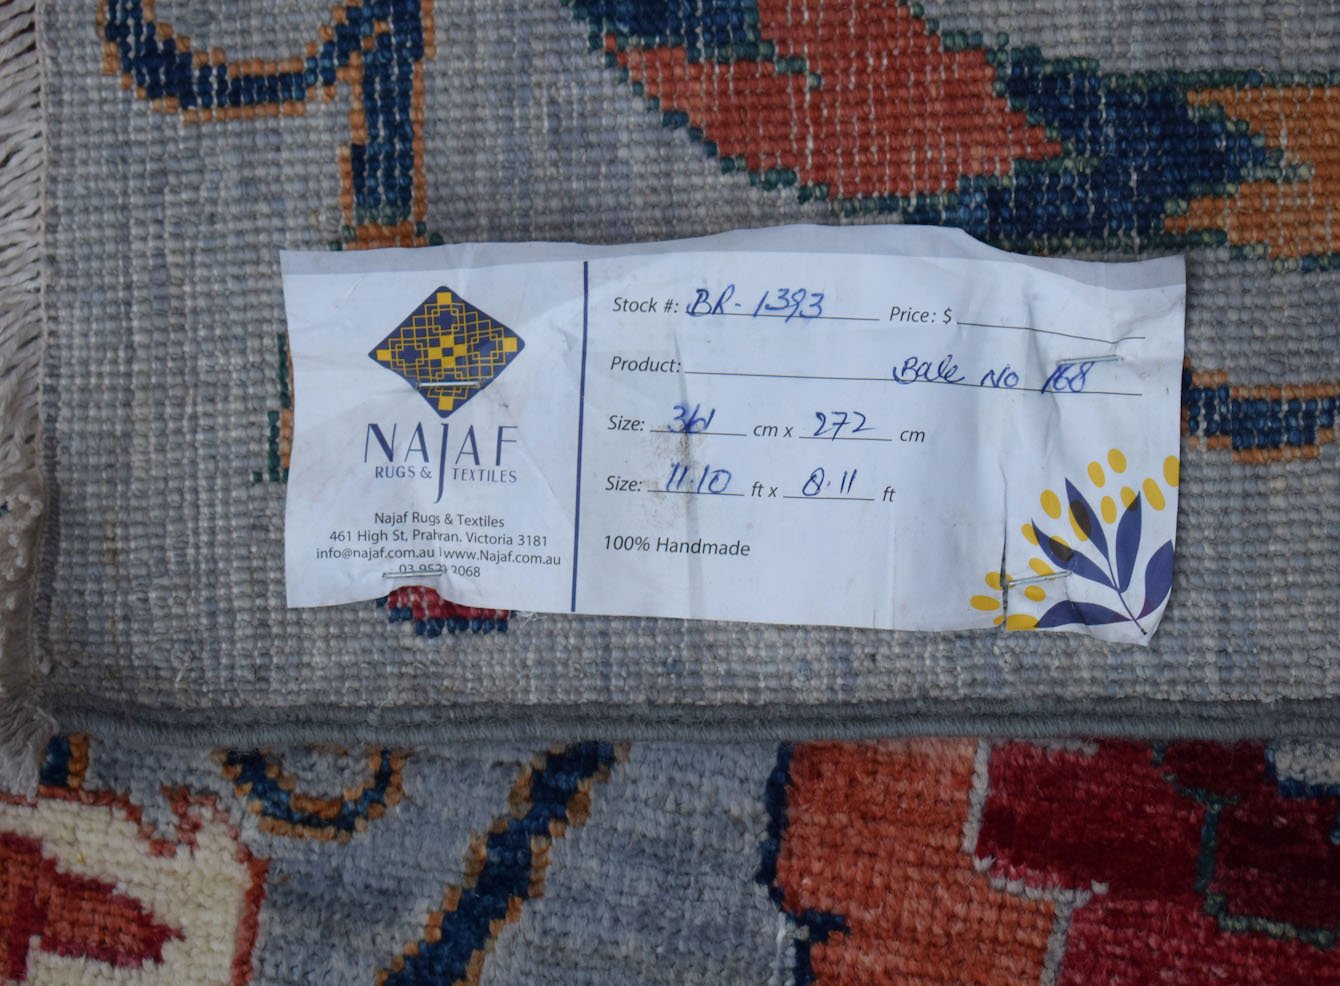 NAJAF
RUGS & TEXTILES
Najaf Rugs & Textiles
461 High St, Prahran. Victoria 3181
info@najaf.com.au | www.Najaf.com.au
03 2068
Stock #: BR-1393 Price: $
Product: Bale No 168
Size: 361 cm x 272 cm
Size: 11.10 ft x 8.11 ft
100% Handmade